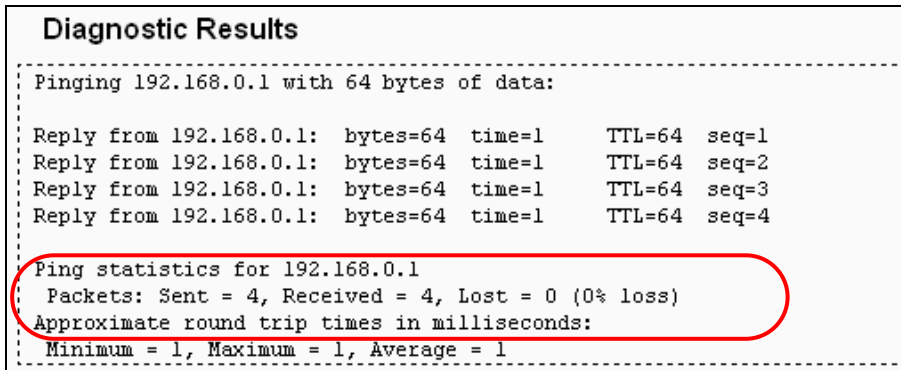 Diagnostic Results
Pinging 192.168.0.1 with 64 bytes of data:
Reply from 192.168.0.1: bytes=64 time=1 TTL=64 seq=1
Reply from 192.168.0.1: bytes=64 time=1 TTL=64 seq=2
Reply from 192.168.0.1: bytes=64 time=1 TTL=64 seq=3
Reply from 192.168.0.1: bytes=64 time=1 TTL=64 seq=4
Ping statistics for 192.168.0.1
Packets: Sent = 4, Received = 4, Lost = 0 (0% loss)
Approximate round trip times in milliseconds:
Minimum = 1, Maximum = 1, Average = 1